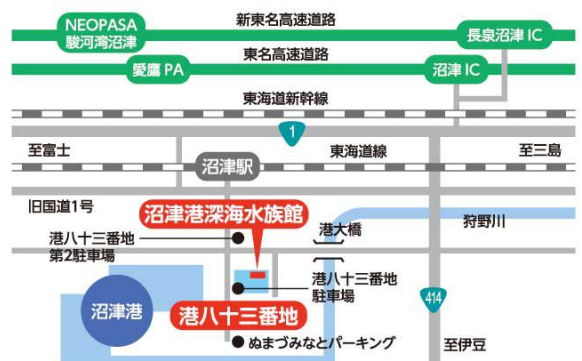 新東名高速道路
NEOPASA
駿河湾沼津
長泉沼津 IC
東名高速道路
愛鷹 PA
沼津 IC
東海道新幹線
1
至富士
東海道線
至三島
沼津駅
旧国道1号
沼津港深海水族館
港大橋
狩野川
港八十三番地
第2駐車場
港八十三番地
駐車場
沼津港
港八十三番地
414
ぬまづみなとパーキング
至伊豆